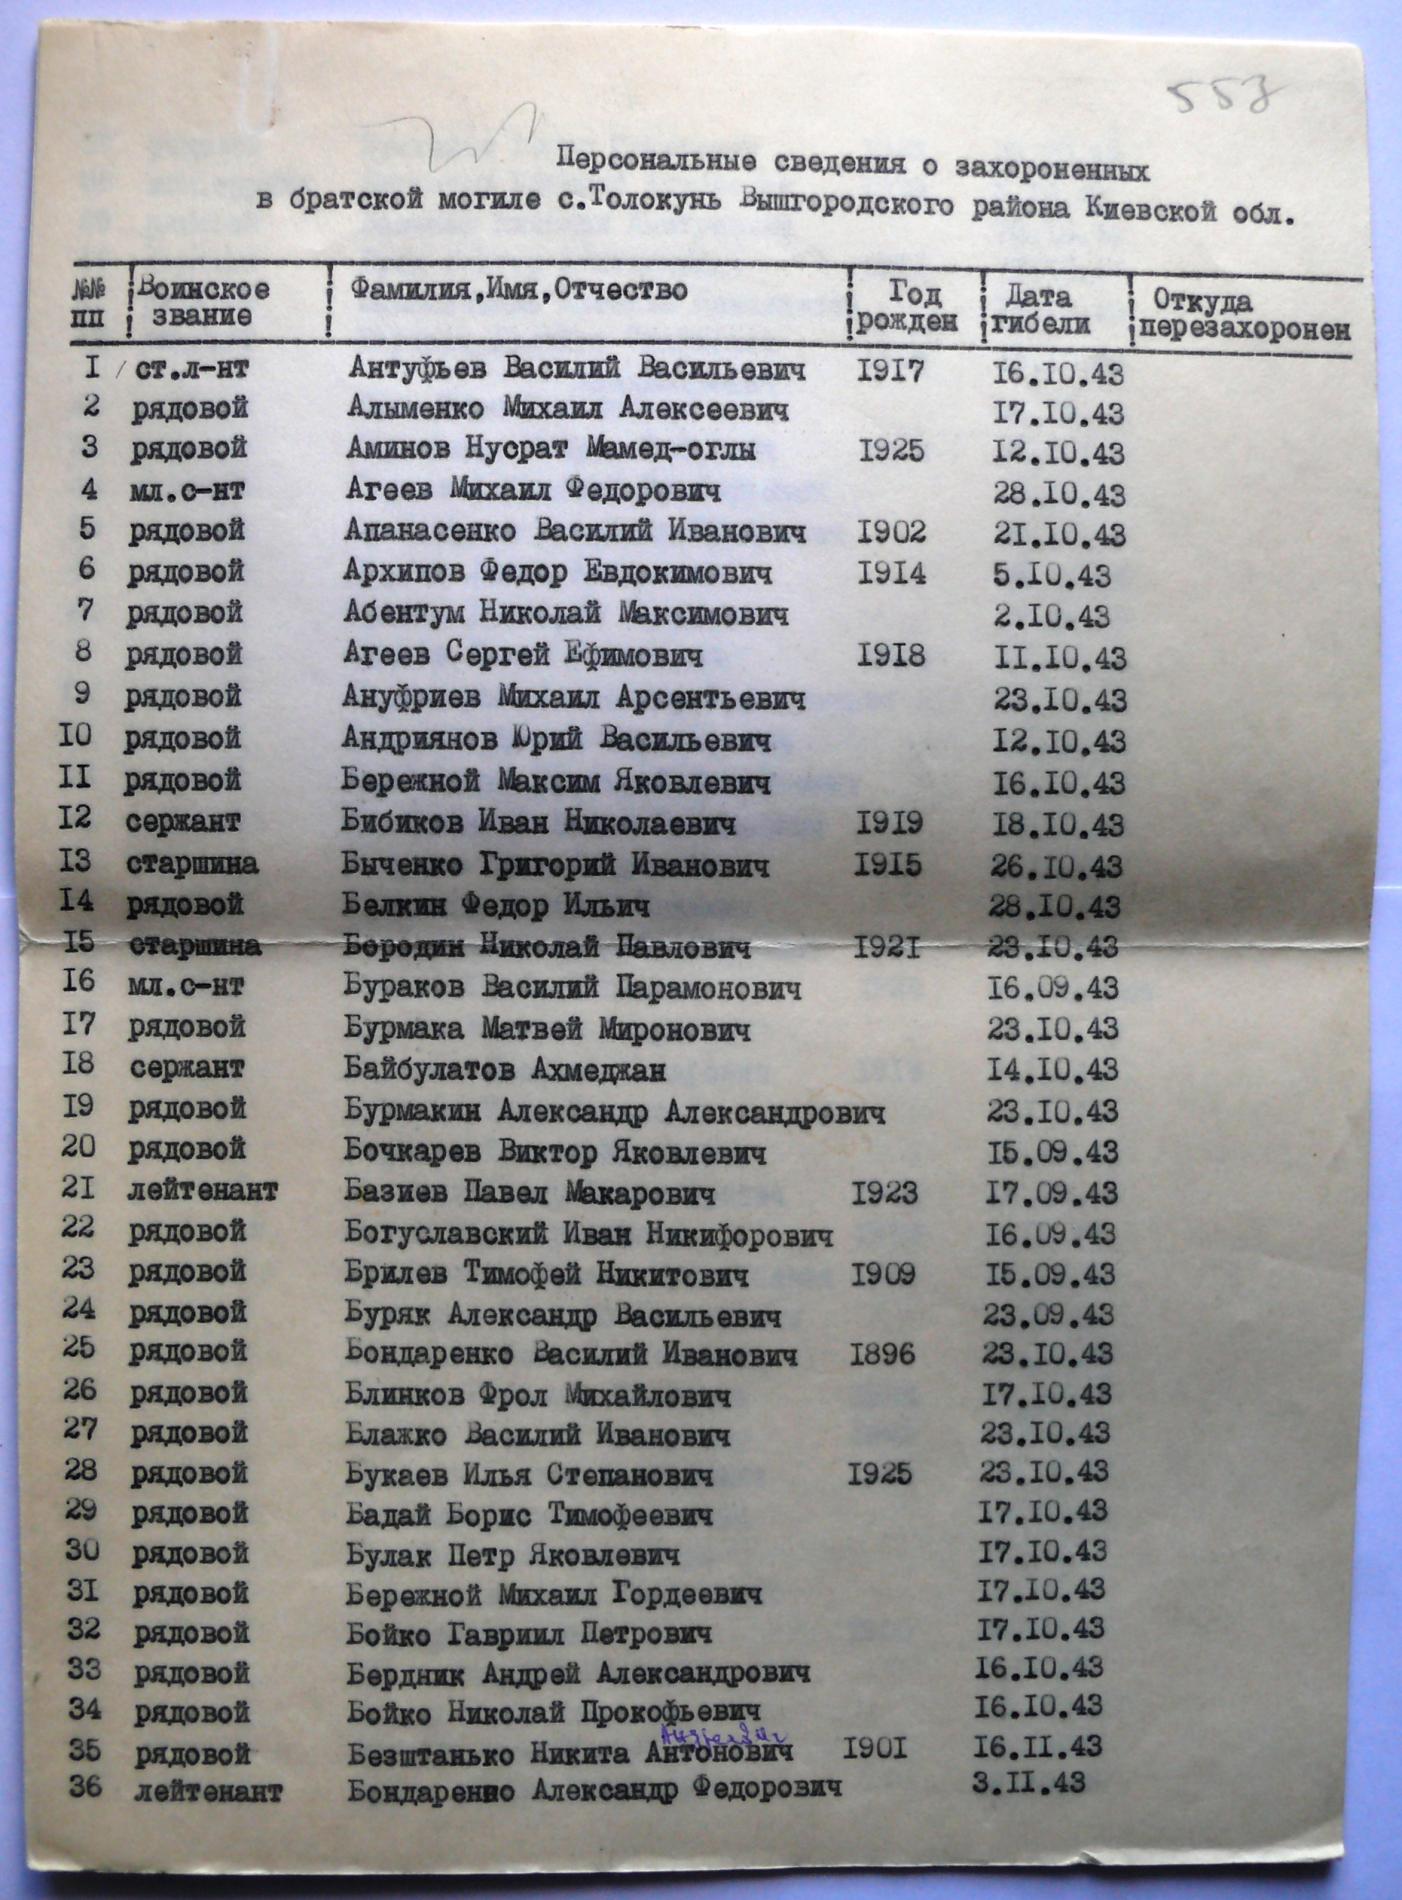 557
Персональные сведения о захороненных
в братской могиле с.Толокунь Вышгородского района Киевской обл.
№№ Воинское Фамилия,Имя,Отчество Год Дата Откуда
пп звание рожден гибели перезахоронен
I ст.л-нт Антуфьев Василий Васильевич I9I7 I6.I0.43
2 рядовой Алыменко Михаил Алексеевич I7.I0.43
3 рядовой Аминов Нусрат Мамед-оглы I925 I2.I0.43
4 мл.с-нт Агеев Михаил Федорович 28.I0.43
5 рядовой Апанасенко Василий Иванович I902 2I.I0.43
6 рядовой Архипов Федор Евдокимович I9I4 5.I0.43
7 рядовой Абентум Николай Максимович 2.I0.43
8 рядовой Агеев Сергей Ефимович I9I8 II.I0.43
9 рядовой Ануфриев Михаил Арсентьевич 23.I0.43
I0 рядовой Андриянов Юрий Васильевич I2.I0.43
II рядовой Бережной Максим Яковлевич I6.I0.43
I2 сержант Бибиков Иван Николаевич I9I9 I8.I0.43
I3 старшина Быченко Григорий Иванович I9I5 26.I0.43
I4 рядовой Белкин Федор Ильич 28.I0.43
I5 старшина Бородин Николай Павлович I92I 23.I0.43
I6 мл.с-нт Бураков Василий Парамонович I6.09.43
I7 рядовой Бурмака Матвей Миронович 23.I0.43
I8 сержант Байбулатов Ахмеджан I4.I0.43
I9 рядовой Бурмакин Александр Александрович 23.I0.43
20 рядовой Бочкарев Виктор Яковлевич I5.09.43
2I лейтенант Базиев Павел Макарович I923 I7.09.43
22 рядовой Богуславский Иван Никифорович I6.09.43
23 рядовой Брилев Тимофей Никитович I909 I5.09.43
24 рядовой Буряк Александр Васильевич 23.09.43
25 рядовой Бондаренко Василий Иванович I896 23.I0.43
26 рядовой Блинков Фрол Михайлович I7.I0.43
27 рядовой Блажко Василий Иванович 23.I0.43
28 рядовой Букаев Илья Степанович I925 23.I0.43
29 рядовой Бадай Борис Тимофеевич I7.I0.43
30 рядовой Булак Петр Яковлевич I7.I0.43
3I рядовой Бережной Михаил Гордеевич I7.I0.43
32 рядовой Бойко Гавриил Петрович I7.I0.43
33 рядовой Бердник Андрей Александрович I6.I0.43
34 рядовой Бойко Николай Прокофьевич I6.I0.43
35 рядовой Безштанько Никита Антонович I90I I6.II.43
36 лейтенант Бондаренко Александр Федорович 3.II.43